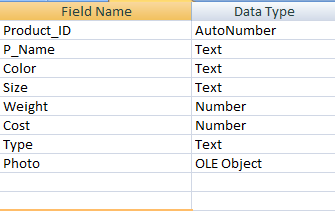 Field Name Data Type
Product_ID AutoNumber
P_Name Text
Color Text
Size Text
Weight Number
Cost Number
Type Text
Photo OLE Object